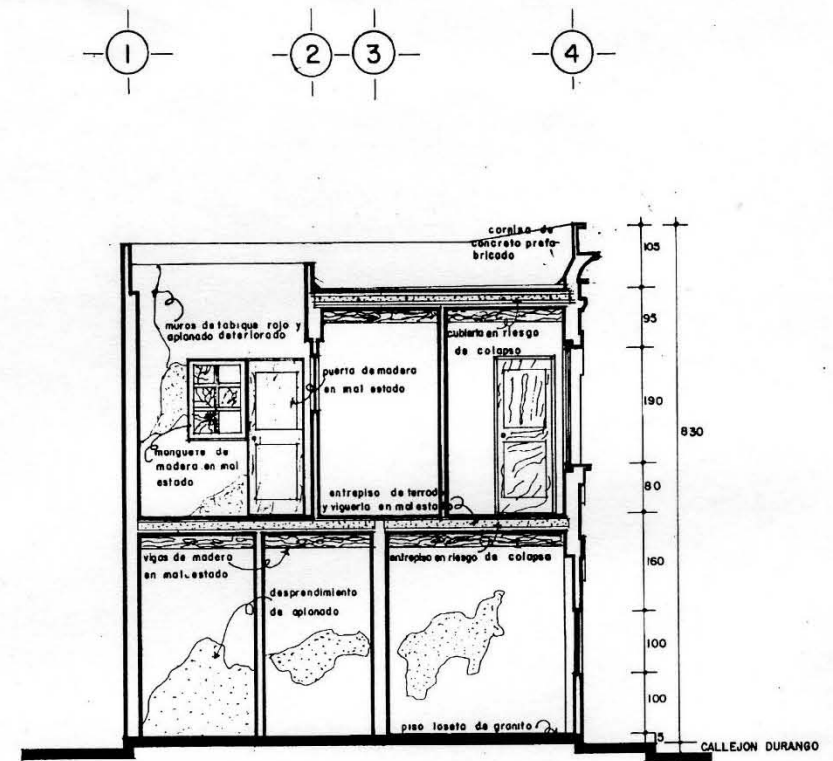 1 2 3 4
cornisa de
concreto prefa-
bricado
105
muros de tabique rojo y
aplanado deteriorado
95
cubierta en riesgo
de colapso
puerta de madera
en mal estado
190
830
manguete de
madera en mal
estado
80
entrepiso de terrado
y vigueria en mal estado
vigas de madera
en mal estado
entrepiso en riesgo de colapso
160
desprendimiento
de aplanado
100
100
piso loseta de granito
5
CALLEJON DURANGO